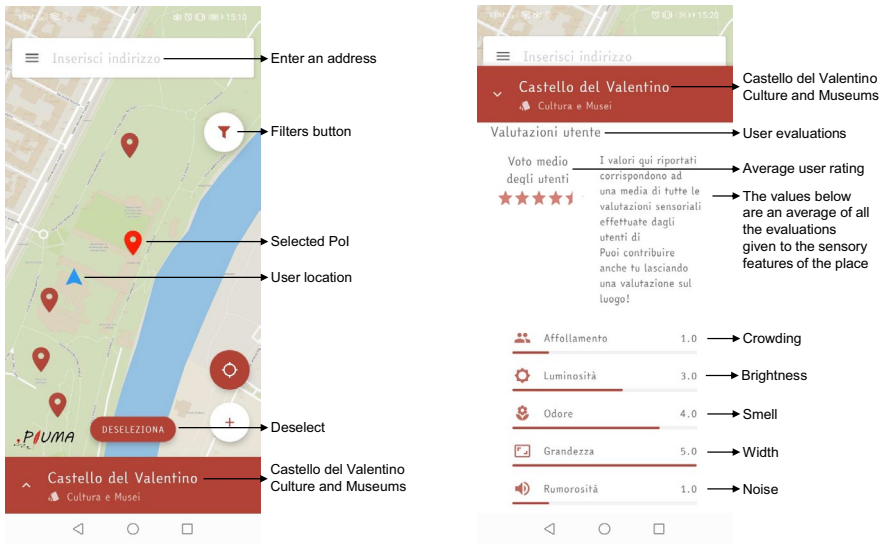 15:10
Inserisci indirizzo
Enter an address
Filters button
Selected PoI
User location
PIUMA
DESELEZIONA
+
Deselect
Castello del Valentino
Cultura e Musei
Castello del Valentino
Culture and Museums
15:20
Inserisci indirizzo
Castello del Valentino
Cultura e Musei
Castello del Valentino
Culture and Museums
Valutazioni utente
User evaluations
Voto medio
degli utenti
Average user rating
I valori qui riportati
corrispondono ad
una media di tutte le
valutazioni sensoriali
effettuate dagli
utenti di
Puoi contribuire
anche tu lasciando
una valutazione sul
luogo!
The values below
are an average of all
the evaluations
given to the sensory
features of the place
Affollamento 1.0
Crowding
Luminosità 3.0
Brightness
Odore 4.0
Smell
Grandezza 5.0
Width
Rumorosità 1.0
Noise